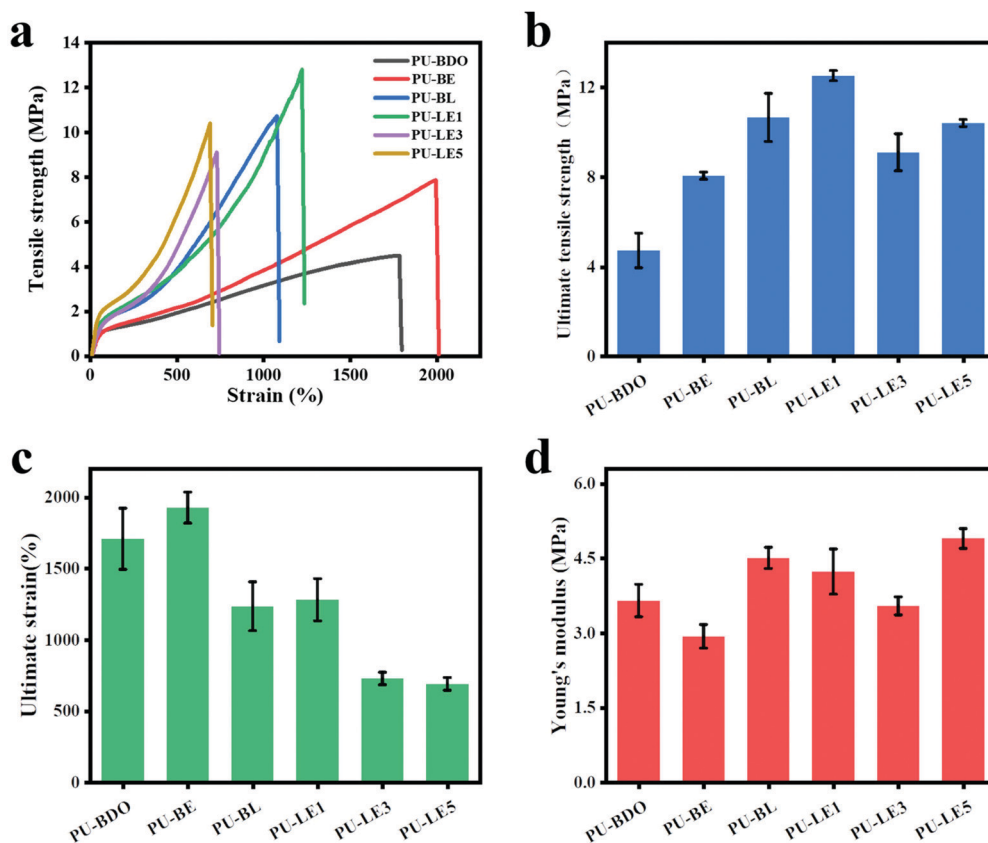 a
Tensile strength (MPa)
14
12
10
8
6
4
2
0
PU-BDO
PU-BE
PU-BL
PU-LE1
PU-LE3
PU-LE5
0
500
1000
1500
2000
Strain (%)
b
Ultimate tensile strength（MPa）
12
8
4
0
PU-BDO
PU-BE
PU-BL
PU-LE1
PU-LE3
PU-LE5
c
Ultimate strain(%)
2000
1500
1000
500
0
PU-BDO
PU-BE
PU-BL
PU-LE1
PU-LE3
PU-LE5
d
Young's modulus (MPa)
6.0
4.5
3.0
1.5
0.0
PU-BDO
PU-BE
PU-BL
PU-LE1
PU-LE3
PU-LE5